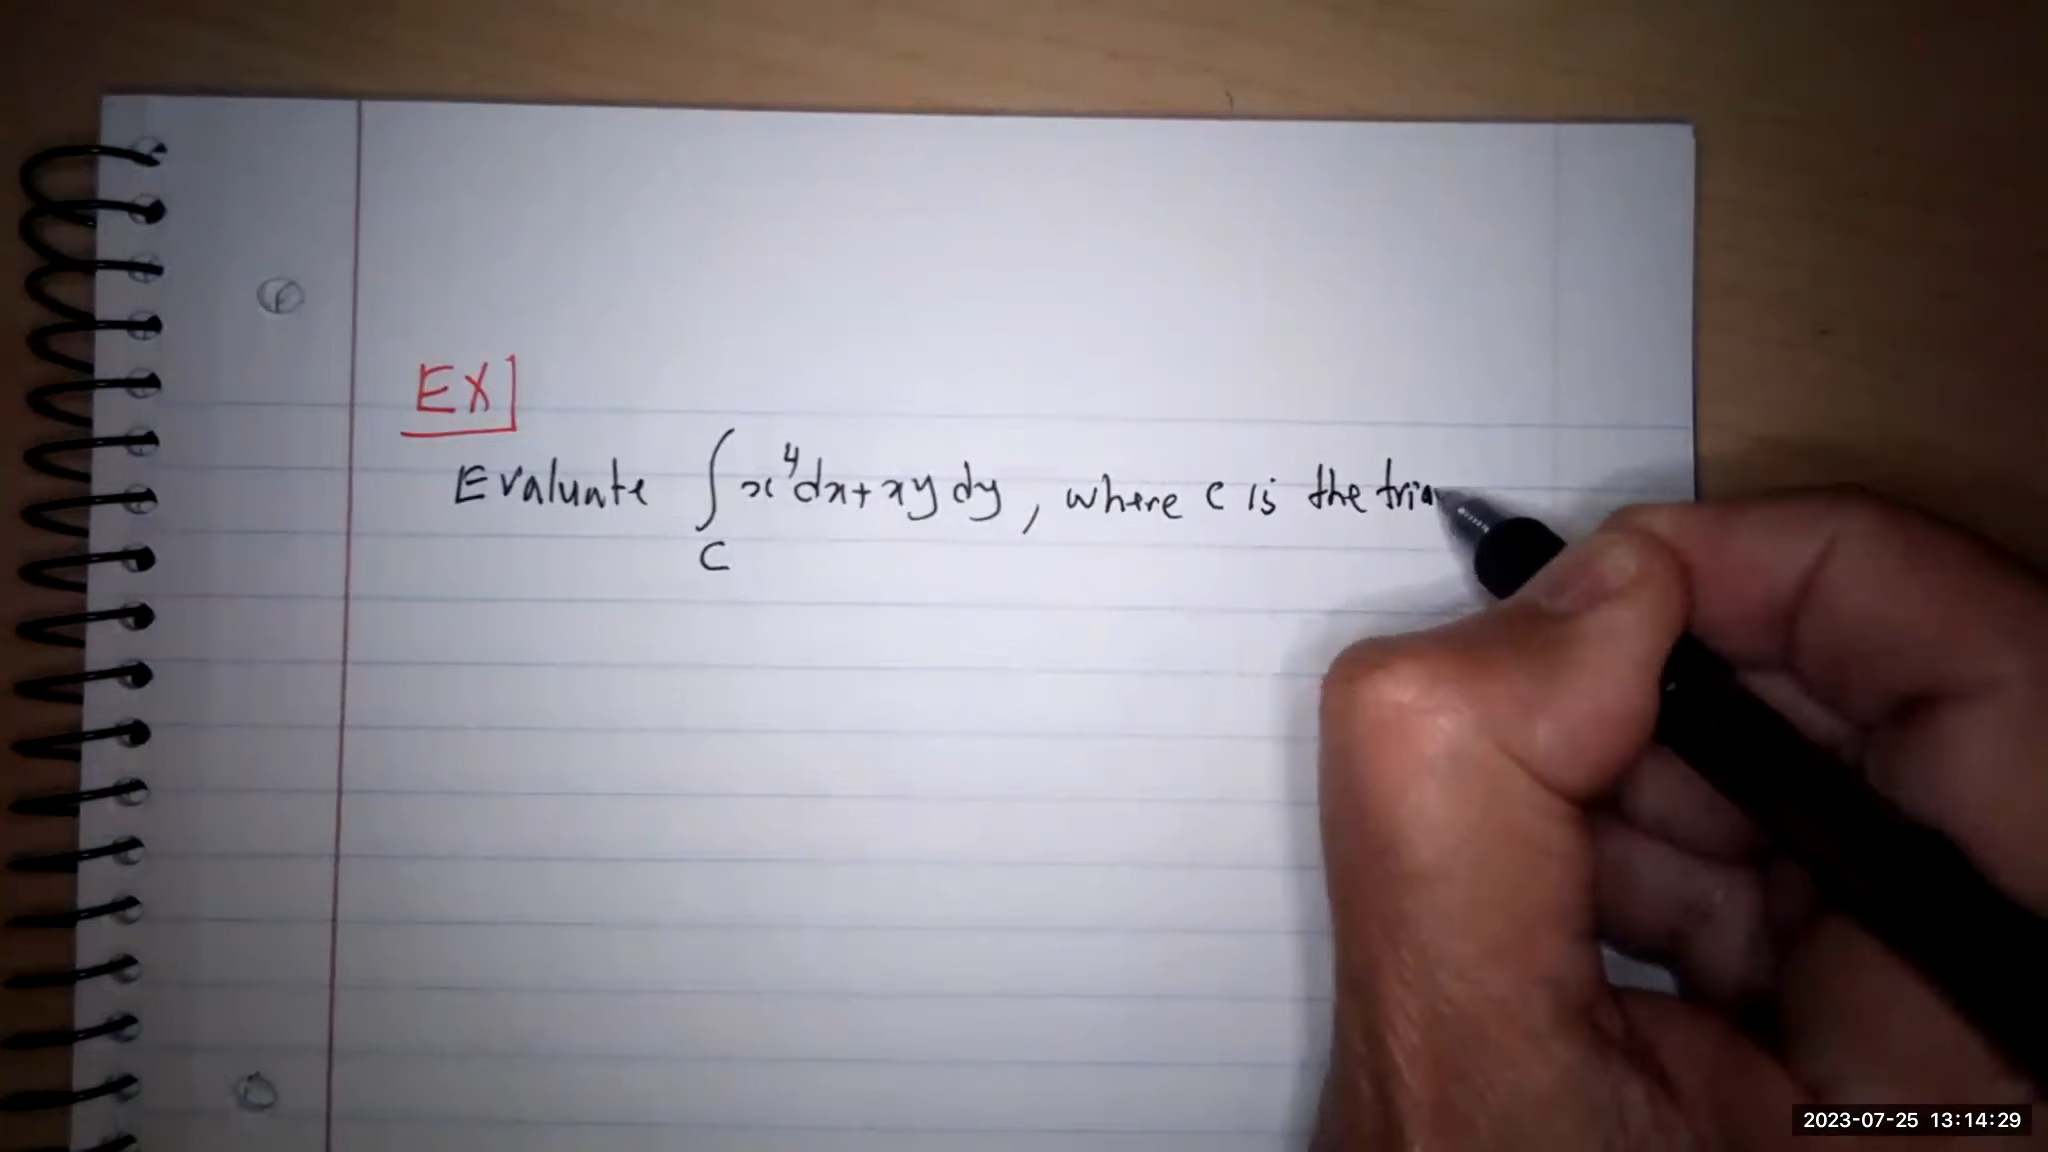 EX
Evaluate ∫_C x⁴dx + xy dy, where C is the tria
2023-07-25 13:14:29